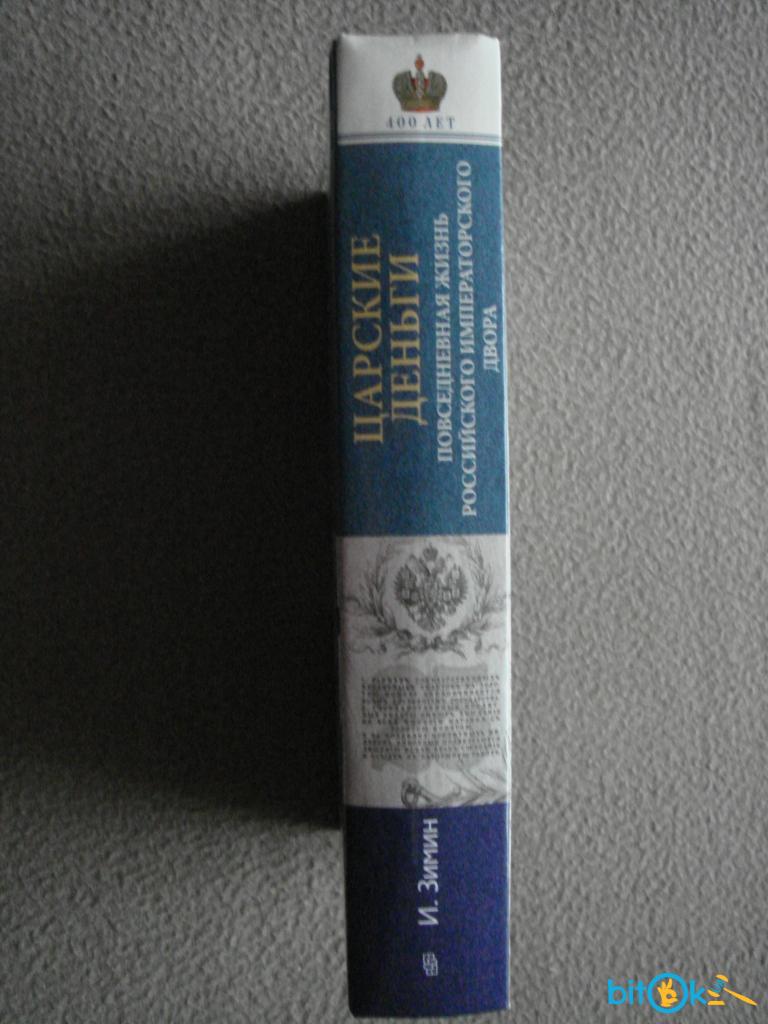 400 ЛЕТ
ЦАРСКИЕ
ДЕНЬГИ
ПОВСЕДНЕВНАЯ ЖИЗНЬ
РОССИЙСКОГО ИМПЕРАТОРСКОГО
ДВОРА
И. Зимин
bitOk